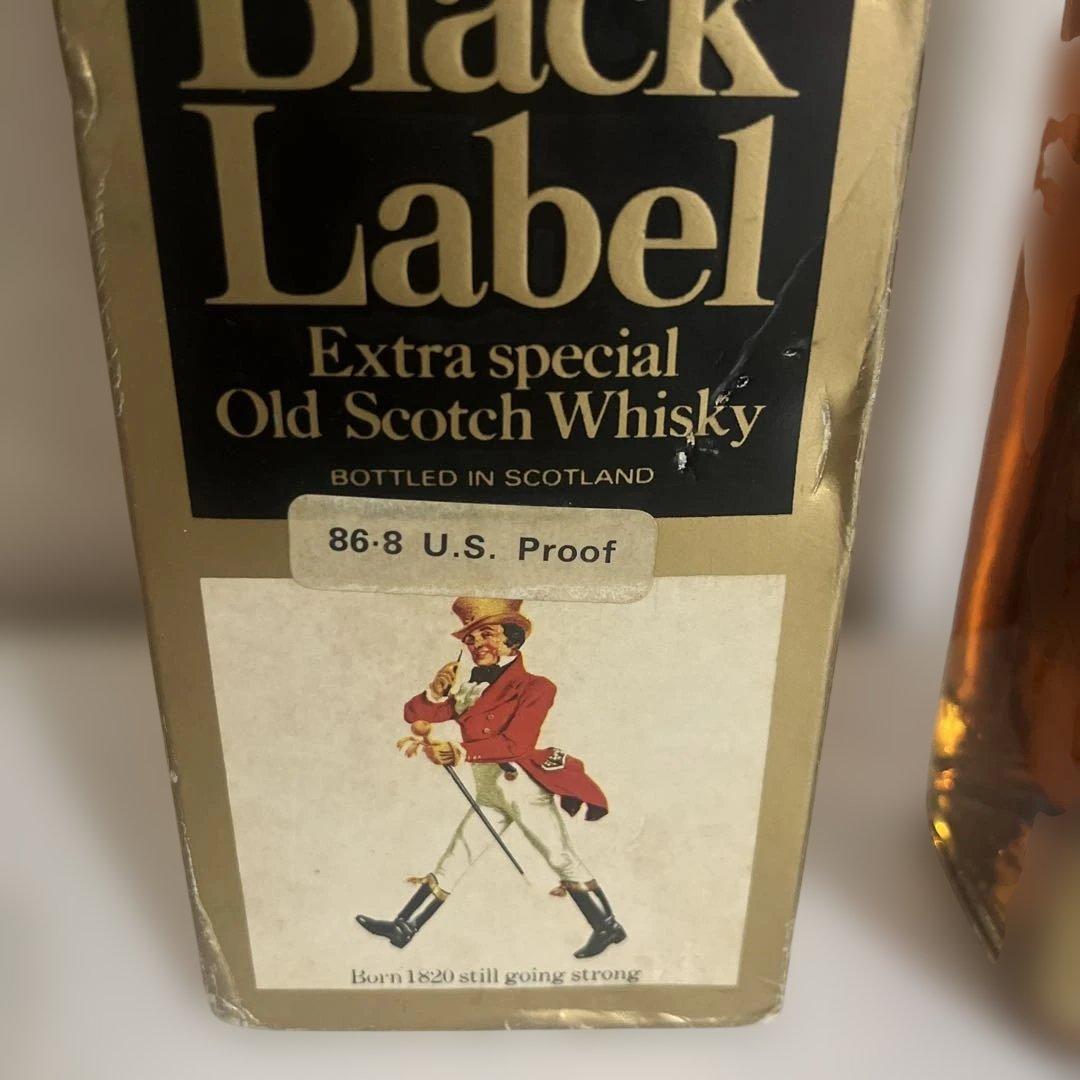 Black
Label
Extra special
Old Scotch Whisky
BOTTLED IN SCOTLAND
86·8 U.S. Proof
Born 1820 still going strong